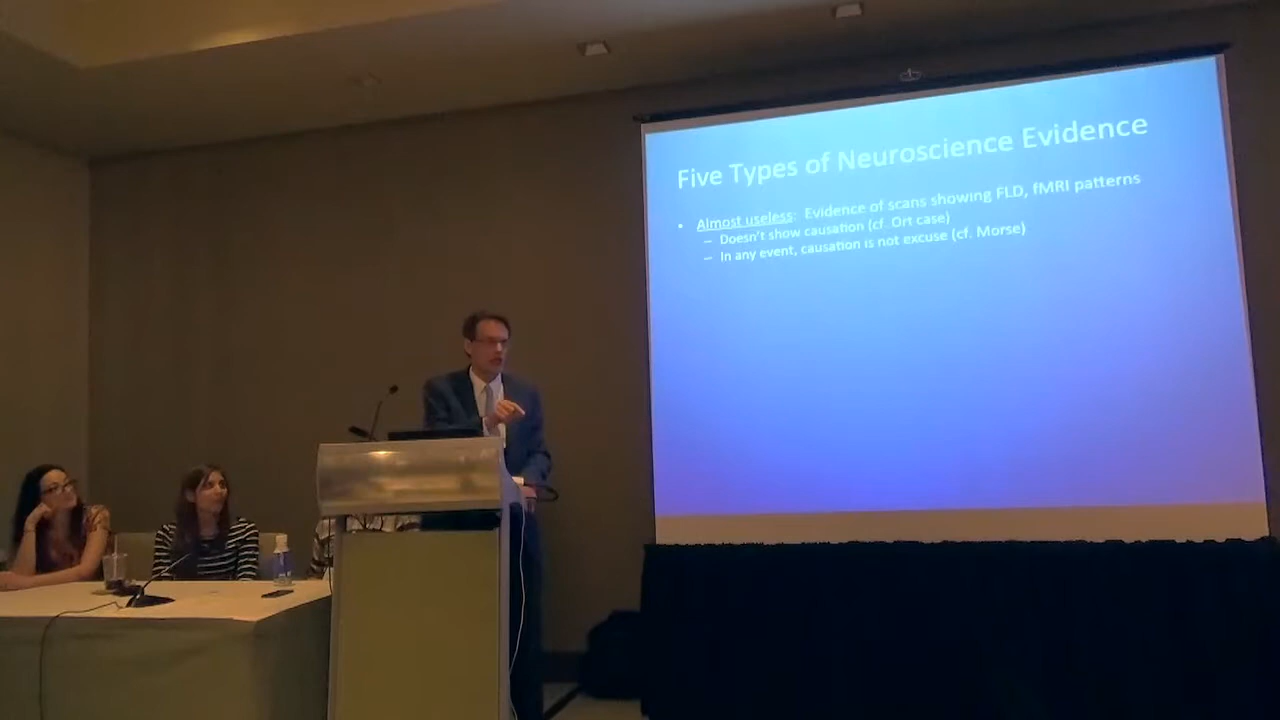 Five Types of Neuroscience Evidence
• Almost useless: Evidence of scans showing FLD, fMRI patterns
– Doesn't show causation (cf. Ort case)
– In any event, causation is not excuse (cf. Morse)